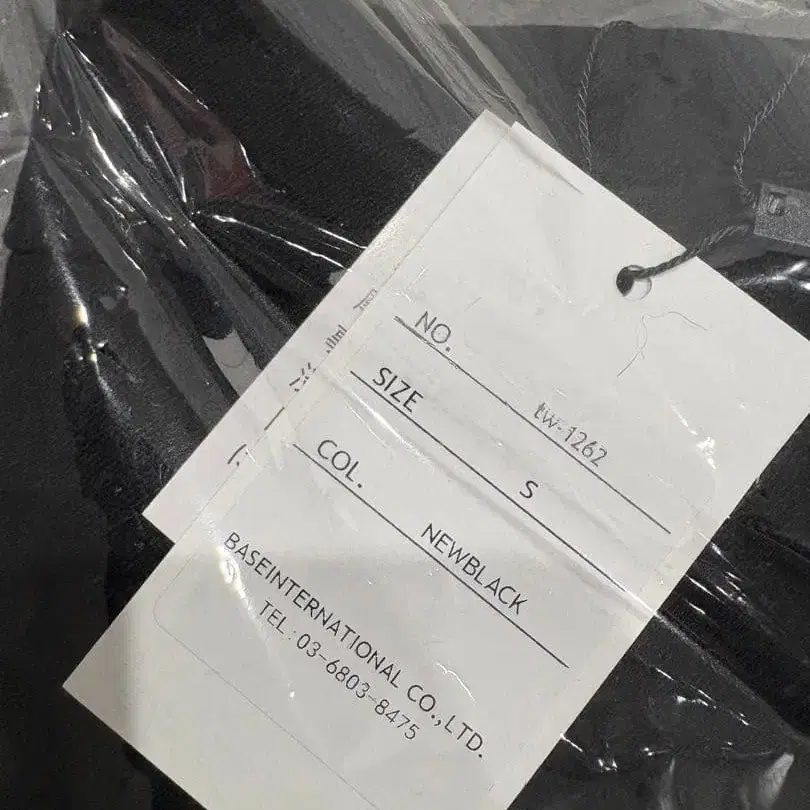 NO. tw-1262
SIZE S
COL. NEWBLACK
BASEINTERNATIONAL CO.,LTD.
TEL:03-6803-8475